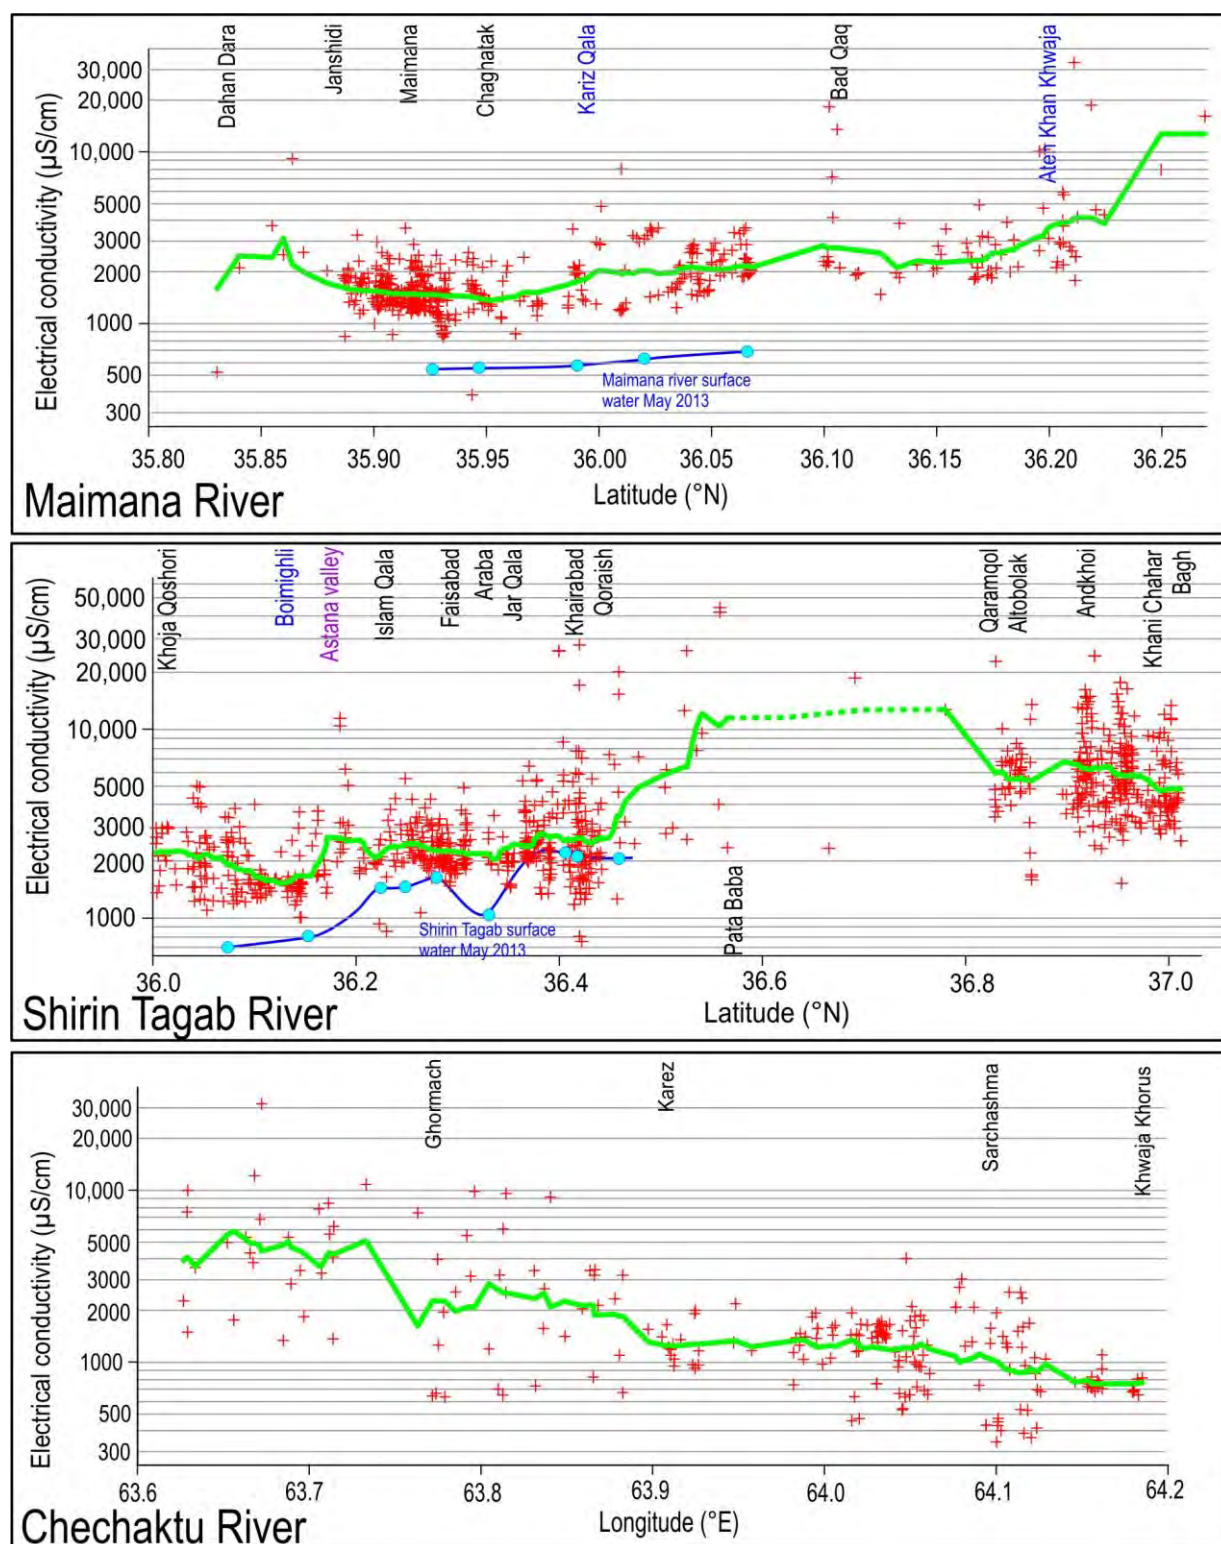 Dahan Dara
Janshidi
Maimana
Chaghatak
Kariz Qala
Bad Qaq
Ateh Khan Khwaja
Electrical conductivity (µS/cm)
30,000
20,000
10,000
5000
3000
2000
1000
500
300
Maimana river surface
water May 2013
35.80
35.85
35.90
35.95
36.00
36.05
36.10
36.15
36.20
36.25
Latitude (°N)
Maimana River
Khoja Qoshori
Boimighli
Astana valley
Islam Qala
Faisabad
Araba
Jar Qala
Khairabad
Qoraish
Pata Baba
Qaramqol
Altobolak
Andkhoi
Khani Chahar
Bagh
Electrical conductivity (µS/cm)
50,000
30,000
20,000
10,000
5000
3000
2000
1000
Shirin Tagab surface
water May 2013
36.0
36.2
36.4
36.6
36.8
37.0
Latitude (°N)
Shirin Tagab River
Ghormach
Karez
Sarchashma
Khwaja Khorus
Electrical conductivity (µS/cm)
30,000
20,000
10,000
5000
3000
2000
1000
500
300
63.6
63.7
63.8
63.9
64.0
64.1
64.2
Longitude (°E)
Chechaktu River